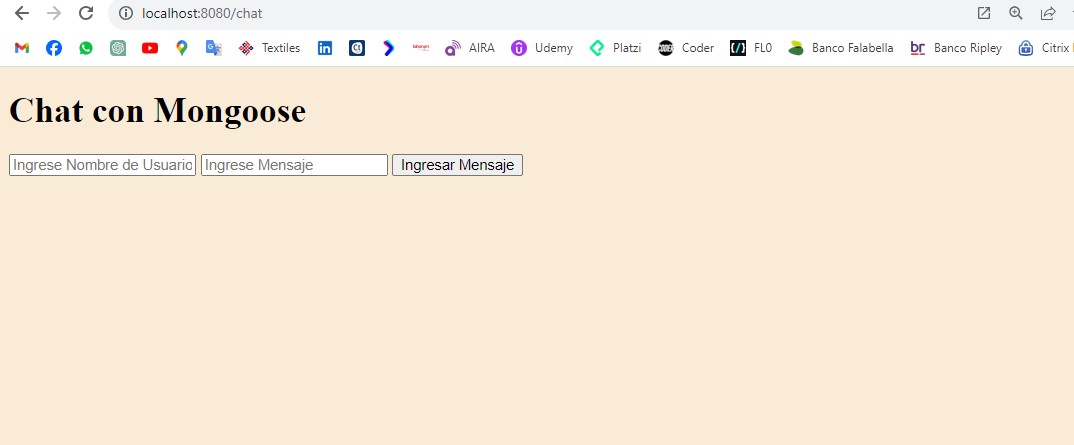 localhost:8080/chat
Textiles AIRA Udemy Platzi Coder FL0 Banco Falabella br Banco Ripley Citrix
Chat con Mongoose
Ingrese Nombre de Usuario Ingrese Mensaje Ingresar Mensaje